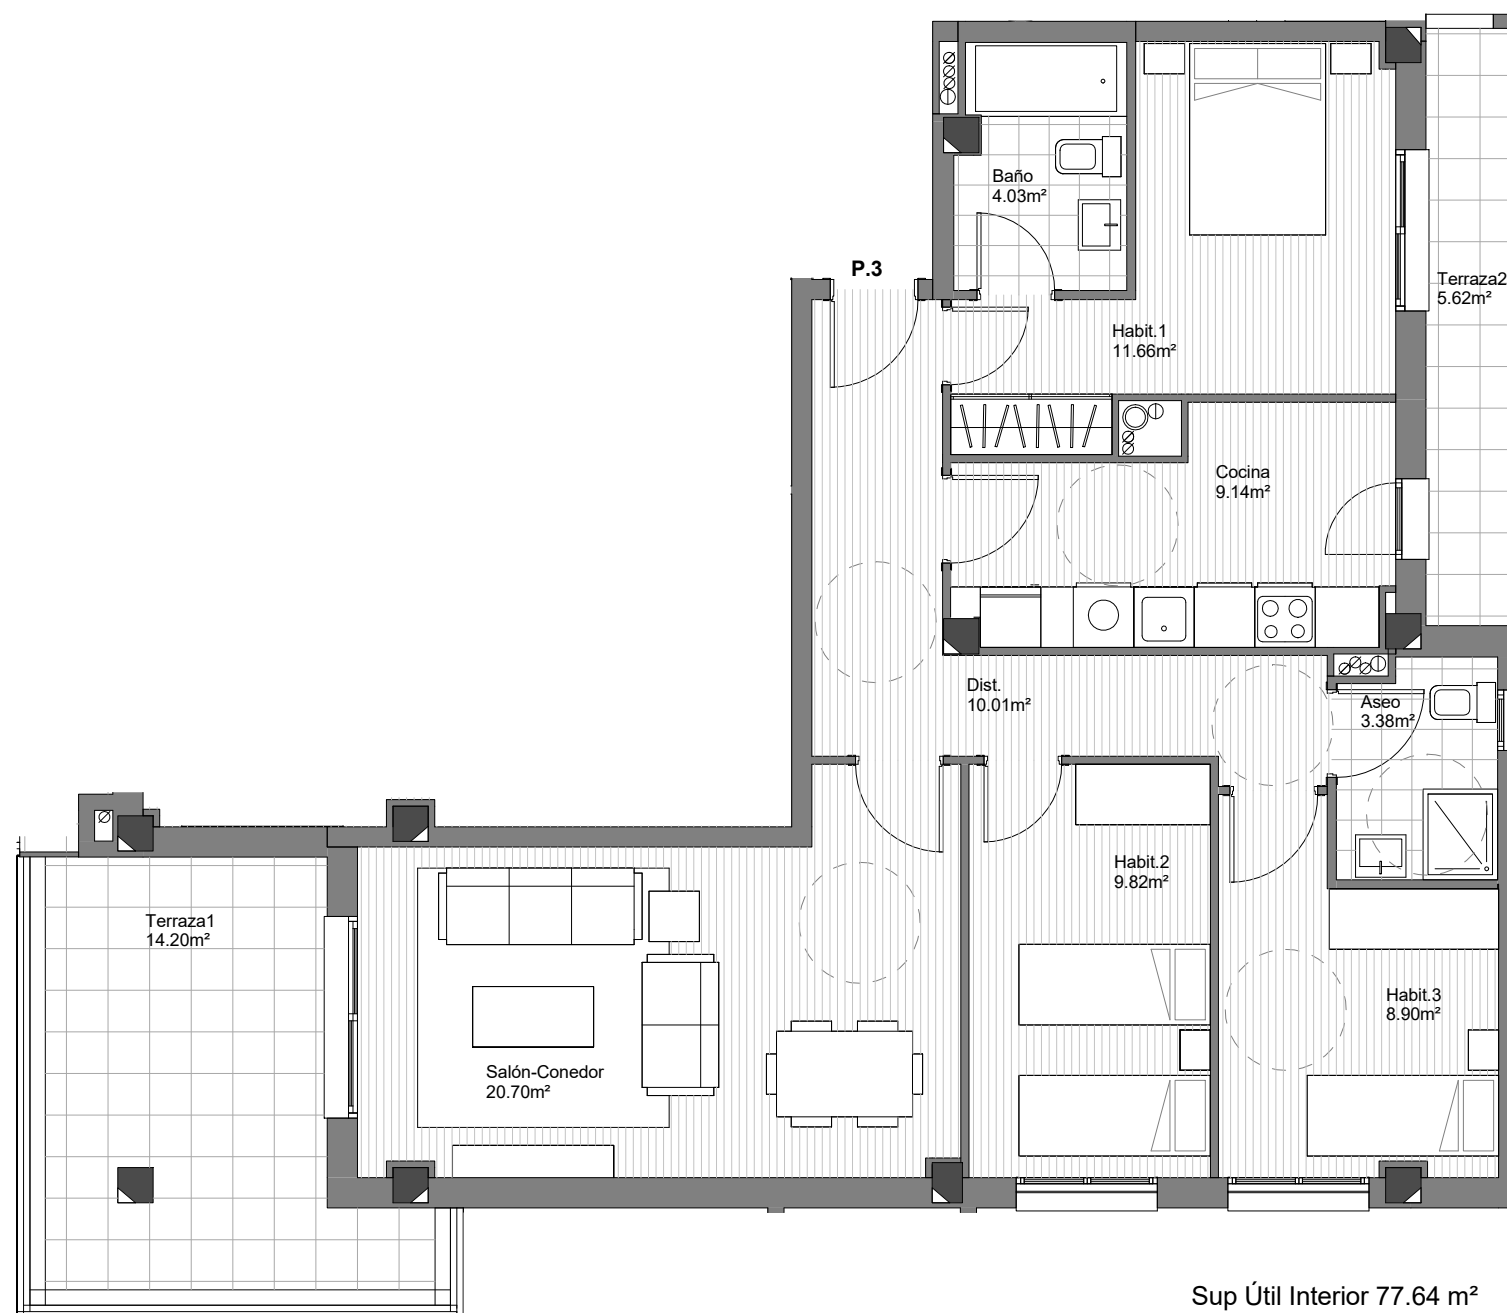 Baño
4.03m²
P.3
Terraza2
5.62m²
Habit.1
11.66m²
Cocina
9.14m²
Dist.
10.01m²
Aseo
3.38m²
Habit.2
9.82m²
Terraza1
14.20m²
Habit.3
8.90m²
Salón-Conedor
20.70m²
Sup Útil Interior 77.64 m²